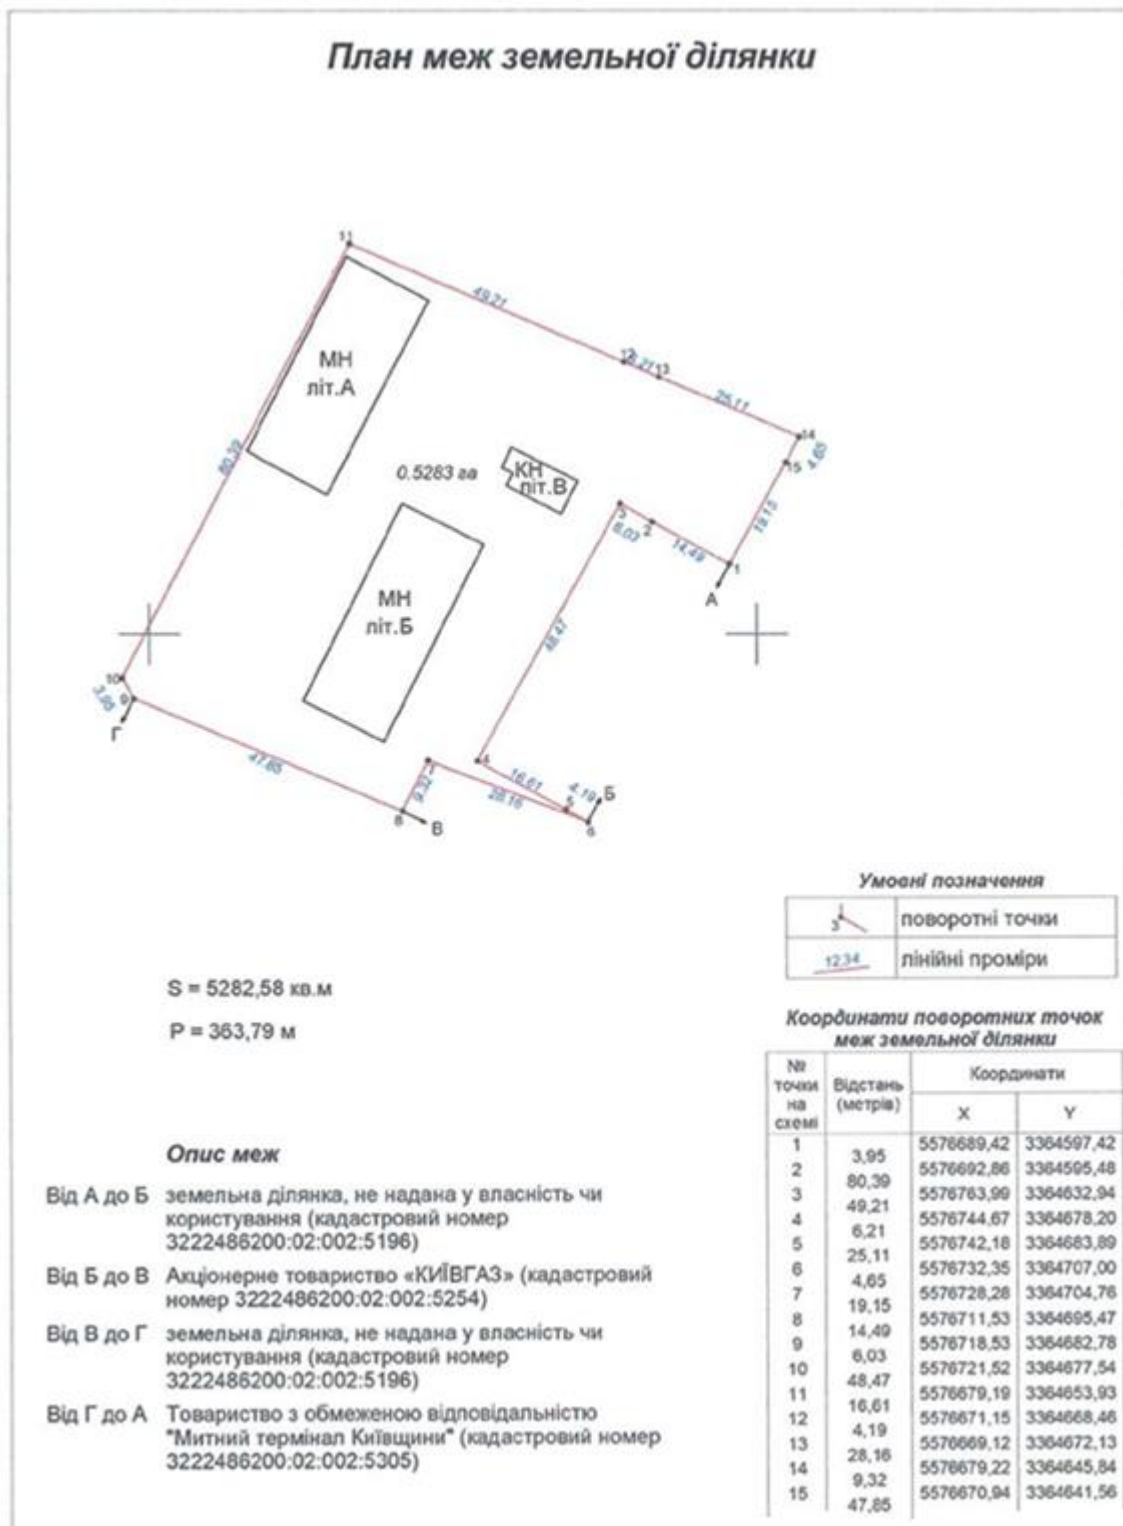 План меж земельної ділянки
11
49,21
12
6,21
13
25,11
14
4,65
15
19,15
МН
літ.А
80,39
0.5283 га
КН
літ.В
3
6,03
2
14,49
1
А
МН
літ.Б
48,47
10
3,95
9
Г
47,85
9,32
4
16,61
28,16
5
4,19
Б
6
8
В
Умовні позначення
3
поворотні точки
12,34
лінійні проміри
S = 5282,58 кв.м
P = 363,79 м
Координати поворотних точок
меж земельної ділянки
№ точки на схемі
Відстань (метрів)
Координати
X
Y
1 5576689,42 3364597,42
3,95
2 5576692,86 3364595,48
80,39
3 5576763,99 3364632,94
49,21
4 5576744,67 3364678,20
6,21
5 5576742,18 3364683,89
25,11
6 5576732,35 3364707,00
4,65
7 5576728,28 3364704,76
19,15
8 5576711,53 3364695,47
14,49
9 5576718,53 3364682,78
6,03
10 5576721,52 3364677,54
48,47
11 5576679,19 3364653,93
16,61
12 5576671,15 3364668,46
4,19
13 5576669,12 3364672,13
28,16
14 5576679,22 3364645,84
9,32
15 5576670,94 3364641,56
47,85
Опис меж
Від А до Б земельна ділянка, не надана у власність чи
користування (кадастровий номер
3222486200:02:002:5196)
Від Б до В Акціонерне товариство «КИЇВГАЗ» (кадастровий
номер 3222486200:02:002:5254)
Від В до Г земельна ділянка, не надана у власність чи
користування (кадастровий номер
3222486200:02:002:5196)
Від Г до А Товариство з обмеженою відповідальністю
"Митний термінал Київщини" (кадастровий номер
3222486200:02:002:5305)